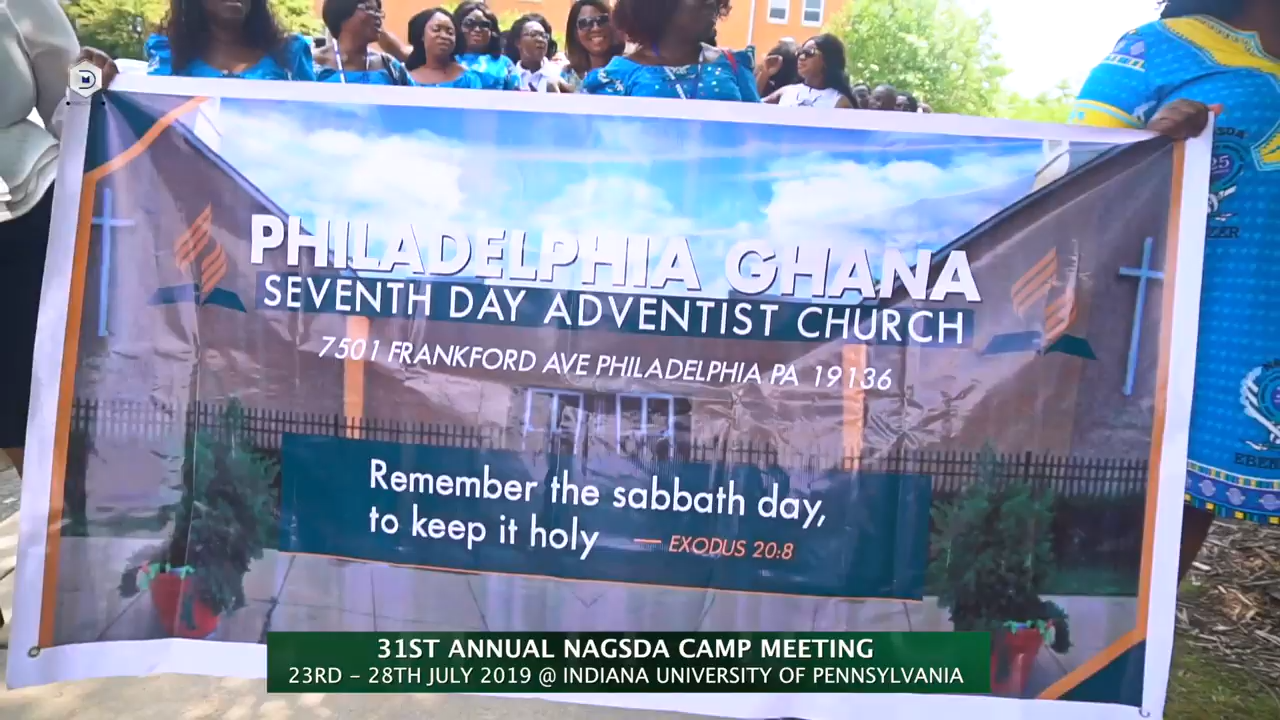 PHILADELPHIA GHANA
SEVENTH DAY ADVENTIST CHURCH
7501 FRANKFORD AVE PHILADELPHIA PA 19136
Remember the sabbath day,
to keep it holy — EXODUS 20:8
25
31ST ANNUAL NAGSDA CAMP MEETING
23RD – 28TH JULY 2019 @ INDIANA UNIVERSITY OF PENNSYLVANIA